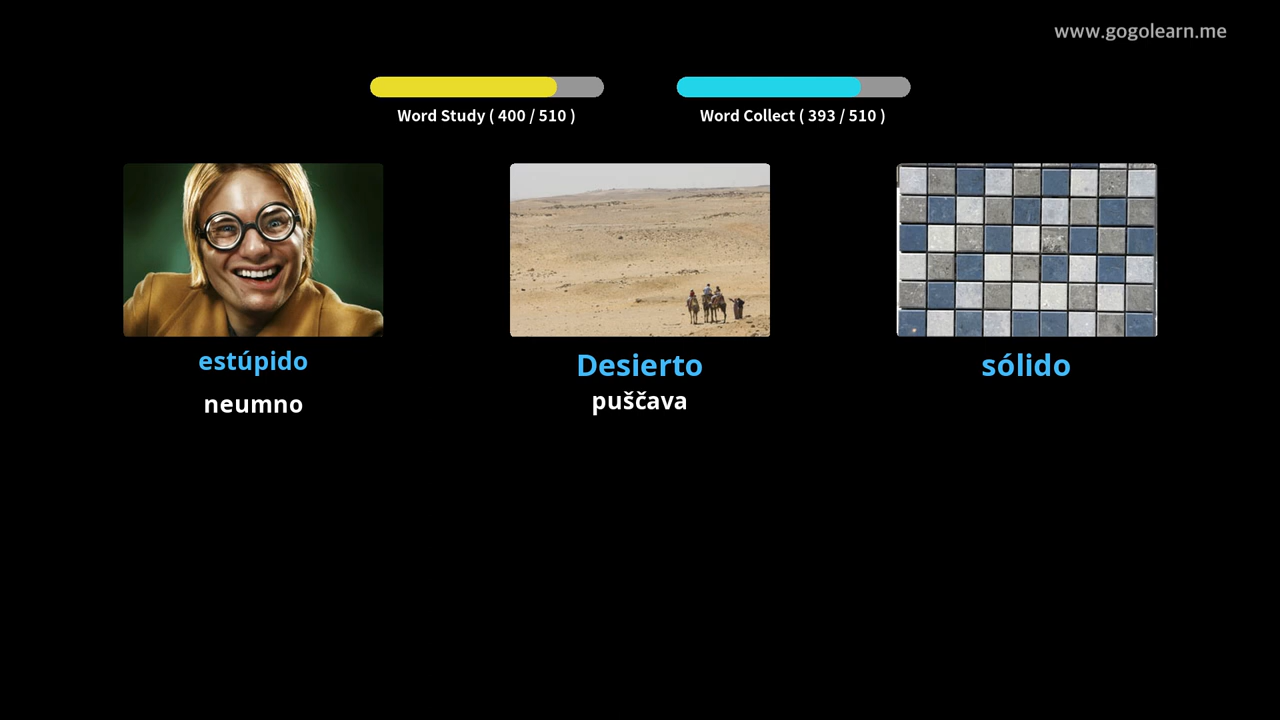 www.gogolearn.me
Word Study ( 400 / 510 )
Word Collect ( 393 / 510 )
estúpido
neumno
Desierto
puščava
sólido